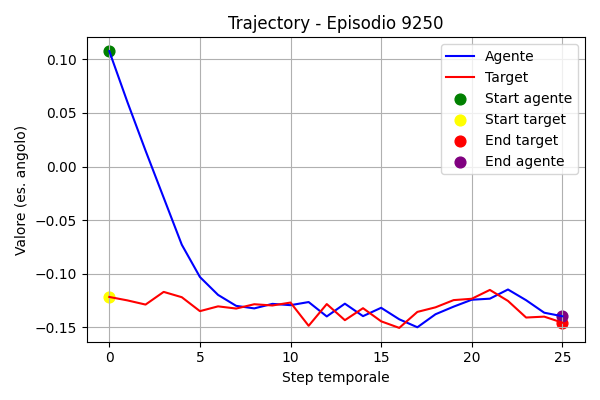 Trajectory - Episodio 9250
Agente
Target
Start agente
Start target
End target
End agente
Valore (es. angolo)
0.10
0.05
0.00
−0.05
−0.10
−0.15
0 5 10 15 20 25
Step temporale